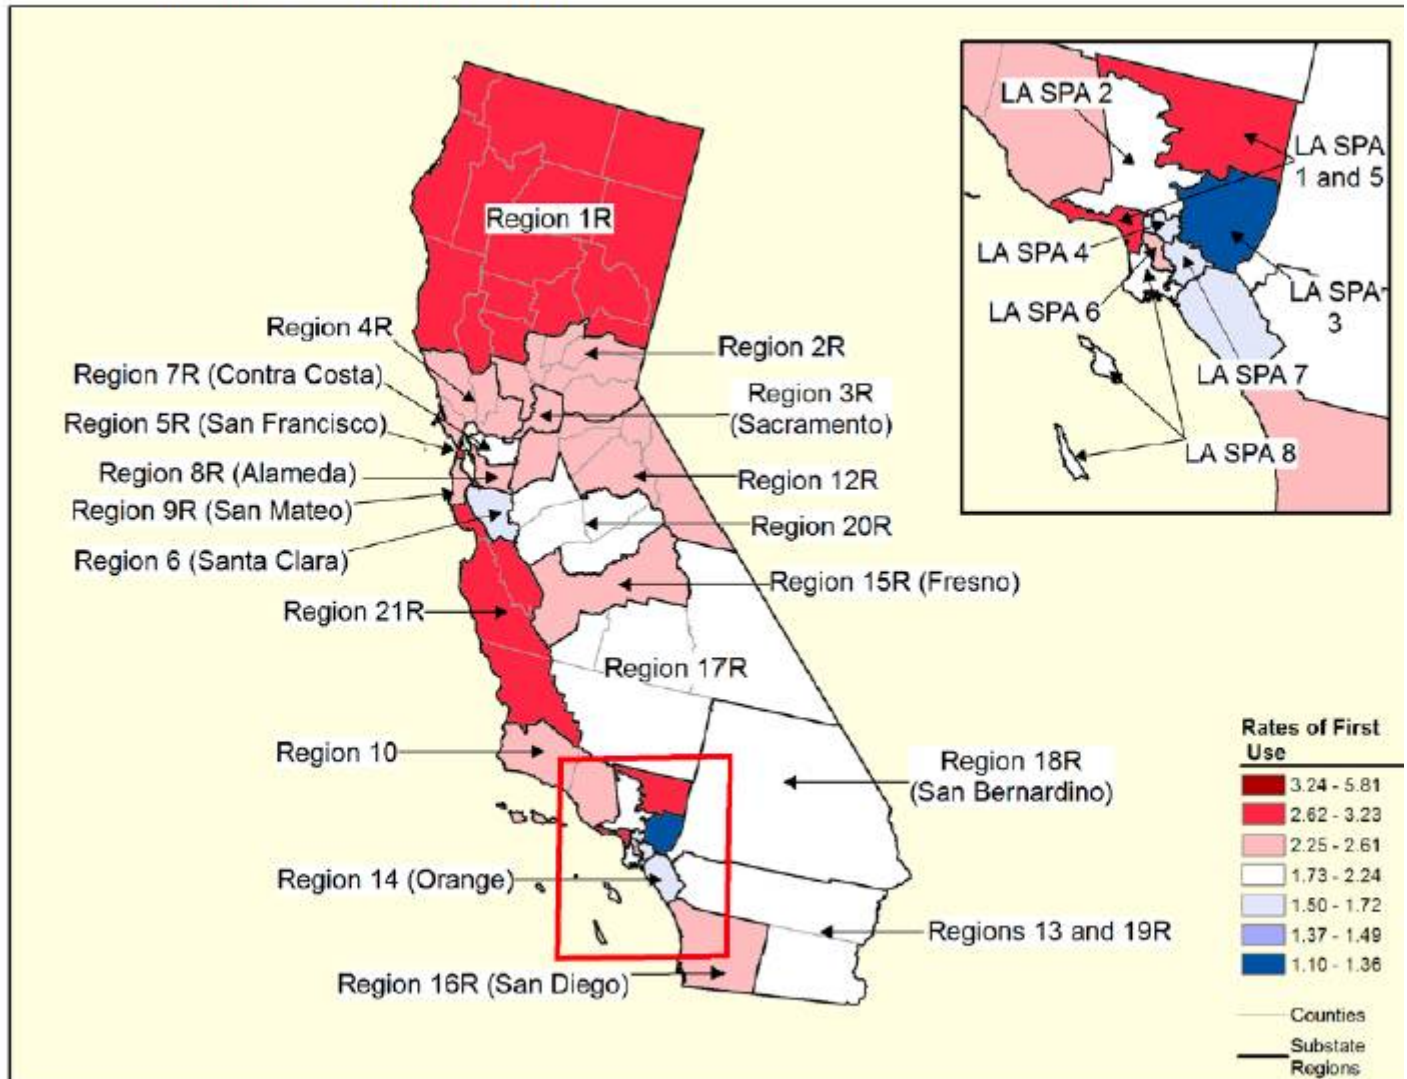 LA SPA 2
LA SPA
1 and 5
LA SPA 4
LA SPA 6
LA SPA
3
LA SPA 7
LA SPA 8
Region 1R
Region 4R
Region 2R
Region 7R (Contra Costa)
Region 3R
(Sacramento)
Region 5R (San Francisco)
Region 8R (Alameda)
Region 12R
Region 9R (San Mateo)
Region 20R
Region 6 (Santa Clara)
Region 15R (Fresno)
Region 21R
Region 17R
Region 10
Region 18R
(San Bernardino)
Region 14 (Orange)
Regions 13 and 19R
Region 16R (San Diego)
Rates of First
Use
3.24 - 5.81
2.62 - 3.23
2.25 - 2.61
1.73 - 2.24
1.50 - 1.72
1.37 - 1.49
1.10 - 1.36
Counties
Substate
Regions